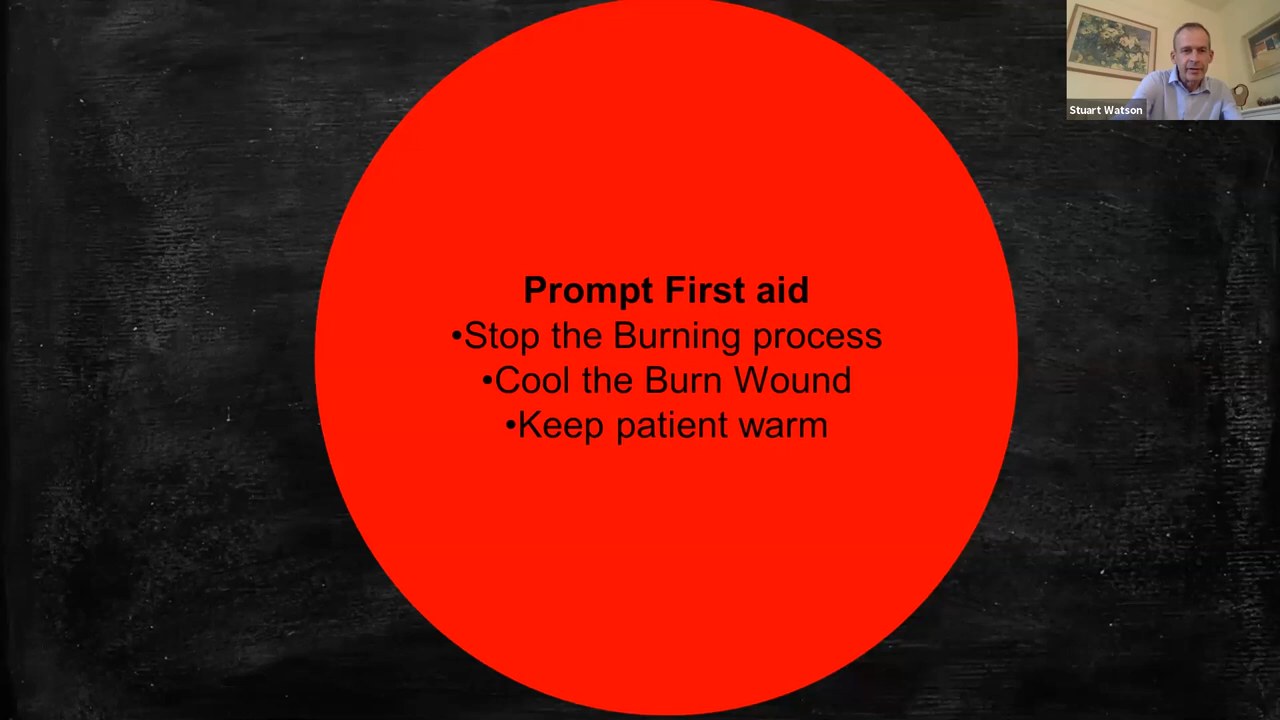 Stuart Watson
Prompt First aid
•Stop the Burning process
•Cool the Burn Wound
•Keep patient warm